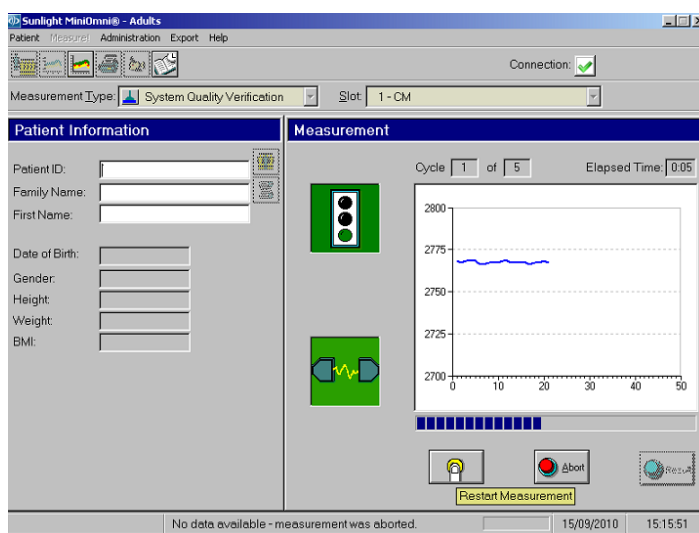 Sunlight MiniOmni® - Adults
Patient Measure Administration Export Help
Connection:
Measurement Type: System Quality Verification Slot: 1 - CM
Patient Information
Patient ID:
Family Name:
First Name:
Date of Birth:
Gender:
Height:
Weight:
BMI:
Measurement
Cycle 1 of 5 Elapsed Time: 0:05
2800
2775
2750
2725
2700
0 10 20 30 40 50
Abort
Result
Restart Measurement
No data available - measurement was aborted. 15/09/2010 15:15:51